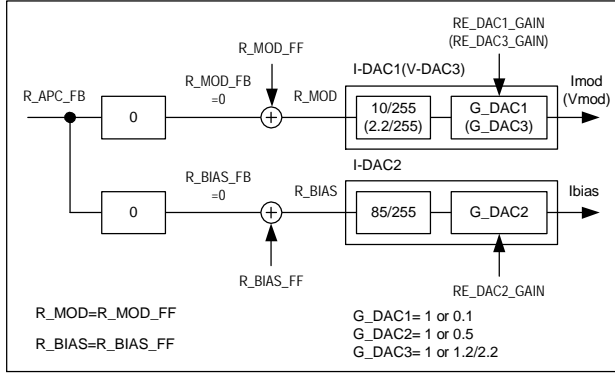 RE_DAC1_GAIN
(RE_DAC3_GAIN)
R_MOD_FF
I-DAC1(V-DAC3)
Imod
(Vmod)
R_APC_FB
R_MOD_FB
=0
R_MOD
0
10/255
(2.2/255)
G_DAC1
(G_DAC3)
I-DAC2
R_BIAS_FB
=0
R_BIAS
Ibias
0
85/255
G_DAC2
R_BIAS_FF
RE_DAC2_GAIN
R_MOD=R_MOD_FF
R_BIAS=R_BIAS_FF
G_DAC1= 1 or 0.1
G_DAC2= 1 or 0.5
G_DAC3= 1 or 1.2/2.2